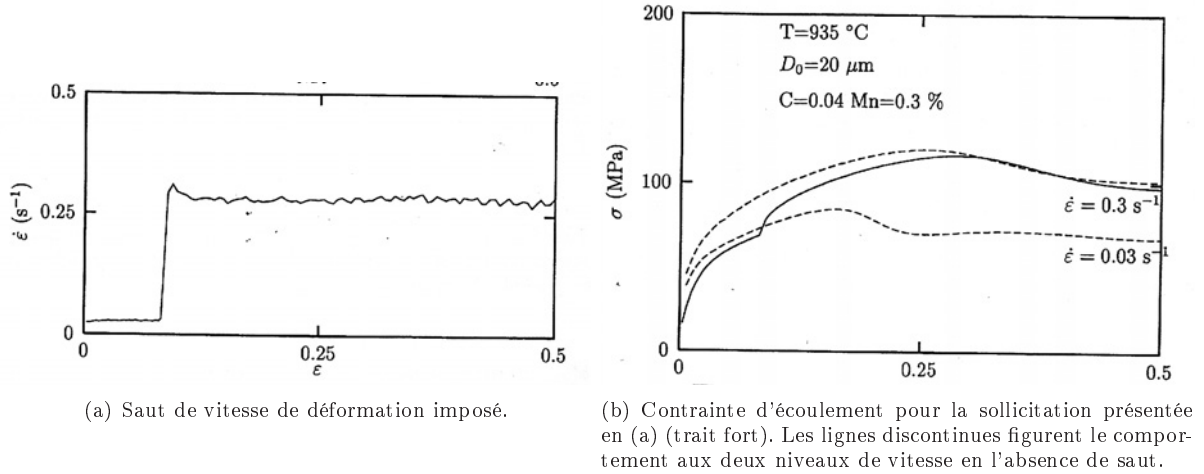 0.5
0.25
0
ε̇ (s⁻¹)
0
0.25
0.5
ε
(a) Saut de vitesse de déformation imposé.
200
100
0
σ (MPa)
T=935 °C
D₀=20 μm
C=0.04 Mn=0.3 %
ε̇ = 0.3 s⁻¹
ε̇ = 0.03 s⁻¹
0
0.25
0.5
(b) Contrainte d'écoulement pour la sollicitation présentée
en (a) (trait fort). Les lignes discontinues figurent le compor-
tement aux deux niveaux de vitesse en l'absence de saut.